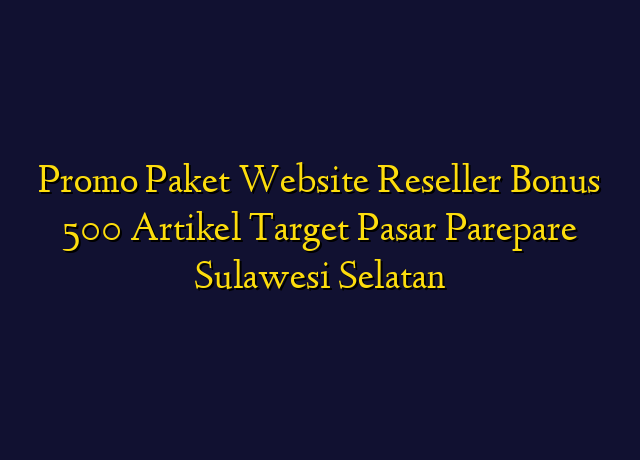 Promo Paket Website Reseller Bonus
500 Artikel Target Pasar Parepare
Sulawesi Selatan